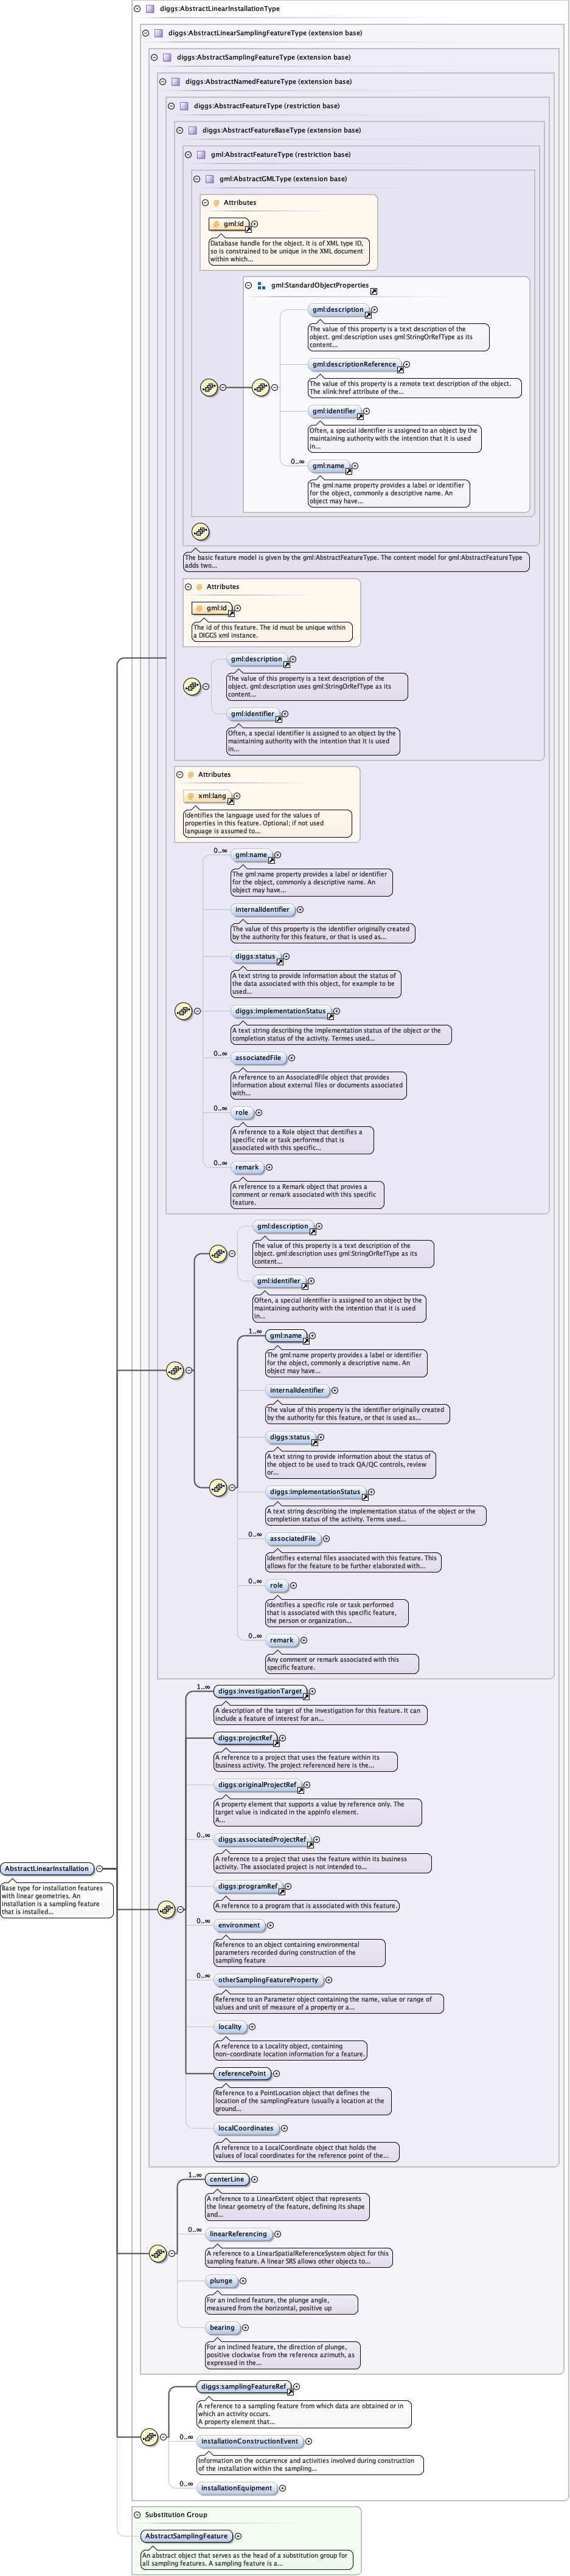 diggs:AbstractLinearInstallationType
diggs:AbstractLinearSamplingFeatureType (extension base)
diggs:AbstractSamplingFeatureType (extension base)
diggs:AbstractNamedFeatureType (extension base)
diggs:AbstractFeatureType (restriction base)
diggs:AbstractFeatureBaseType (extension base)
gml:AbstractFeatureType (restriction base)
gml:AbstractGMLType (extension base)
@ Attributes
@ gml:id
Database handle for the object. It is of XML type ID,
so is constrained to be unique in the XML document
within which...
gml:StandardObjectProperties
gml:description
The value of this property is a text description of the
object. gml:description uses gml:StringOrRefType as its
content...
gml:descriptionReference
The value of this property is a remote text description of the object.
The xlink:href attribute of the...
gml:identifier
Often, a special identifier is assigned to an object by the
maintaining authority with the intention that it is used
in...
0..∞
gml:name
The gml:name property provides a label or identifier
for the object, commonly a descriptive name. An
object may have...
The basic feature model is given by the gml:AbstractFeatureType. The content model for gml:AbstractFeatureType
adds two...
@ Attributes
@ gml:id
The id of this feature. The id must be unique within
a DIGGS xml instance.
gml:description
The value of this property is a text description of the
object. gml:description uses gml:StringOrRefType as its
content...
gml:identifier
Often, a special identifier is assigned to an object by the
maintaining authority with the intention that it is used
in...
@ Attributes
@ xml:lang
Identifies the language used for the values of
properties in this feature. Optional; if not used
language is assumed to...
0..∞
gml:name
The gml:name property provides a label or identifier
for the object, commonly a descriptive name. An
object may have...
internalIdentifier
The value of this property is the identifier originally created
by the authority for this feature, or that is used as...
diggs:status
A text string to provide information about the status of
the data associated with this object, for example to be
used...
diggs:implementationStatus
A text string describing the implementation status of the object or the
completion status of the activity. Termes used...
0..∞
associatedFile
A reference to an AssociatedFile object that provides
information about external files or documents associated
with...
0..∞
role
A reference to a Role object that dentifies a
specific role or task performed that is
associated with this specific...
0..∞
remark
A reference to a Remark object that provies a
comment or remark associated with this specific
feature.
gml:description
The value of this property is a text description of the
object. gml:description uses gml:StringOrRefType as its
content...
gml:identifier
Often, a special identifier is assigned to an object by the
maintaining authority with the intention that it is used
in...
1..∞
gml:name
The gml:name property provides a label or identifier
for the object, commonly a descriptive name. An
object may have...
internalIdentifier
The value of this property is the identifier originally created
by the authority for this feature, or that is used as...
diggs:status
A text string to provide information about the status of
the object to be used to track QA/QC controls, review
or...
diggs:implementationStatus
A text string describing the implementation status of the object or the
completion status of the activity. Terms used...
0..∞
associatedFile
Identifies external files associated with this feature. This
allows for the feature to be further elaborated with...
0..∞
role
Identifies a specific role or task performed
that is associated with this specific feature,
the person or organization...
0..∞
remark
Any comment or remark associated with this
specific feature.
1..∞
diggs:investigationTarget
A description of the target of the investigation for this feature. It can
include a feature of interest for an...
diggs:projectRef
A reference to a project that uses the feature within its
business activity. The project referenced here is the...
diggs:originalProjectRef
A property element that supports a value by reference only. The
target value is indicated in the appinfo element.
A...
0..∞
diggs:associatedProjectRef
A reference to a project that uses the feature within its business
activity. The associated project is not intended to...
diggs:programRef
A reference to a program that is associated with this feature.
0..∞
environment
Reference to an object containing environmental
parameters recorded during construction of the
sampling feature
0..∞
otherSamplingFeatureProperty
Reference to an Parameter object containing the name, value or range of
values and unit of measure of a property or a...
locality
A reference to a Locality object, containing
non-coordinate location information for a feature.
referencePoint
Reference to a PointLocation object that defines the
location of the samplingFeature (usually a location at the
ground...
localCoordinates
A reference to a LocalCoordinate object that holds the
values of local coordinates for the reference point of the...
AbstractLinearInstallation
Base type for installation features
with linear geometries. An
installation is a sampling feature
that is installed...
1..∞
centerLine
A reference to a LinearExtent object that represents
the linear geometry of the feature, defining its shape
and...
0..∞
linearReferencing
A reference to a LinearSpatialReferenceSystem object for this
sampling feature. A linear SRS allows other objects to...
plunge
For an inclined feature, the plunge angle,
measured from the horizontal, positive up
bearing
For an inclined feature, the direction of plunge,
positive clockwise from the reference azimuth, as
expressed in the...
diggs:samplingFeatureRef
A reference to a sampling feature from which data are obtained or in
which an activity occurs.
A property element that...
0..∞
installationConstructionEvent
Information on the occurrence and activities involved during construction
of the installation within the sampling...
0..∞
installationEquipment
Substitution Group
AbstractSamplingFeature
An abstract object that serves as the head of a substitution group for
all sampling features. A sampling feature is a...